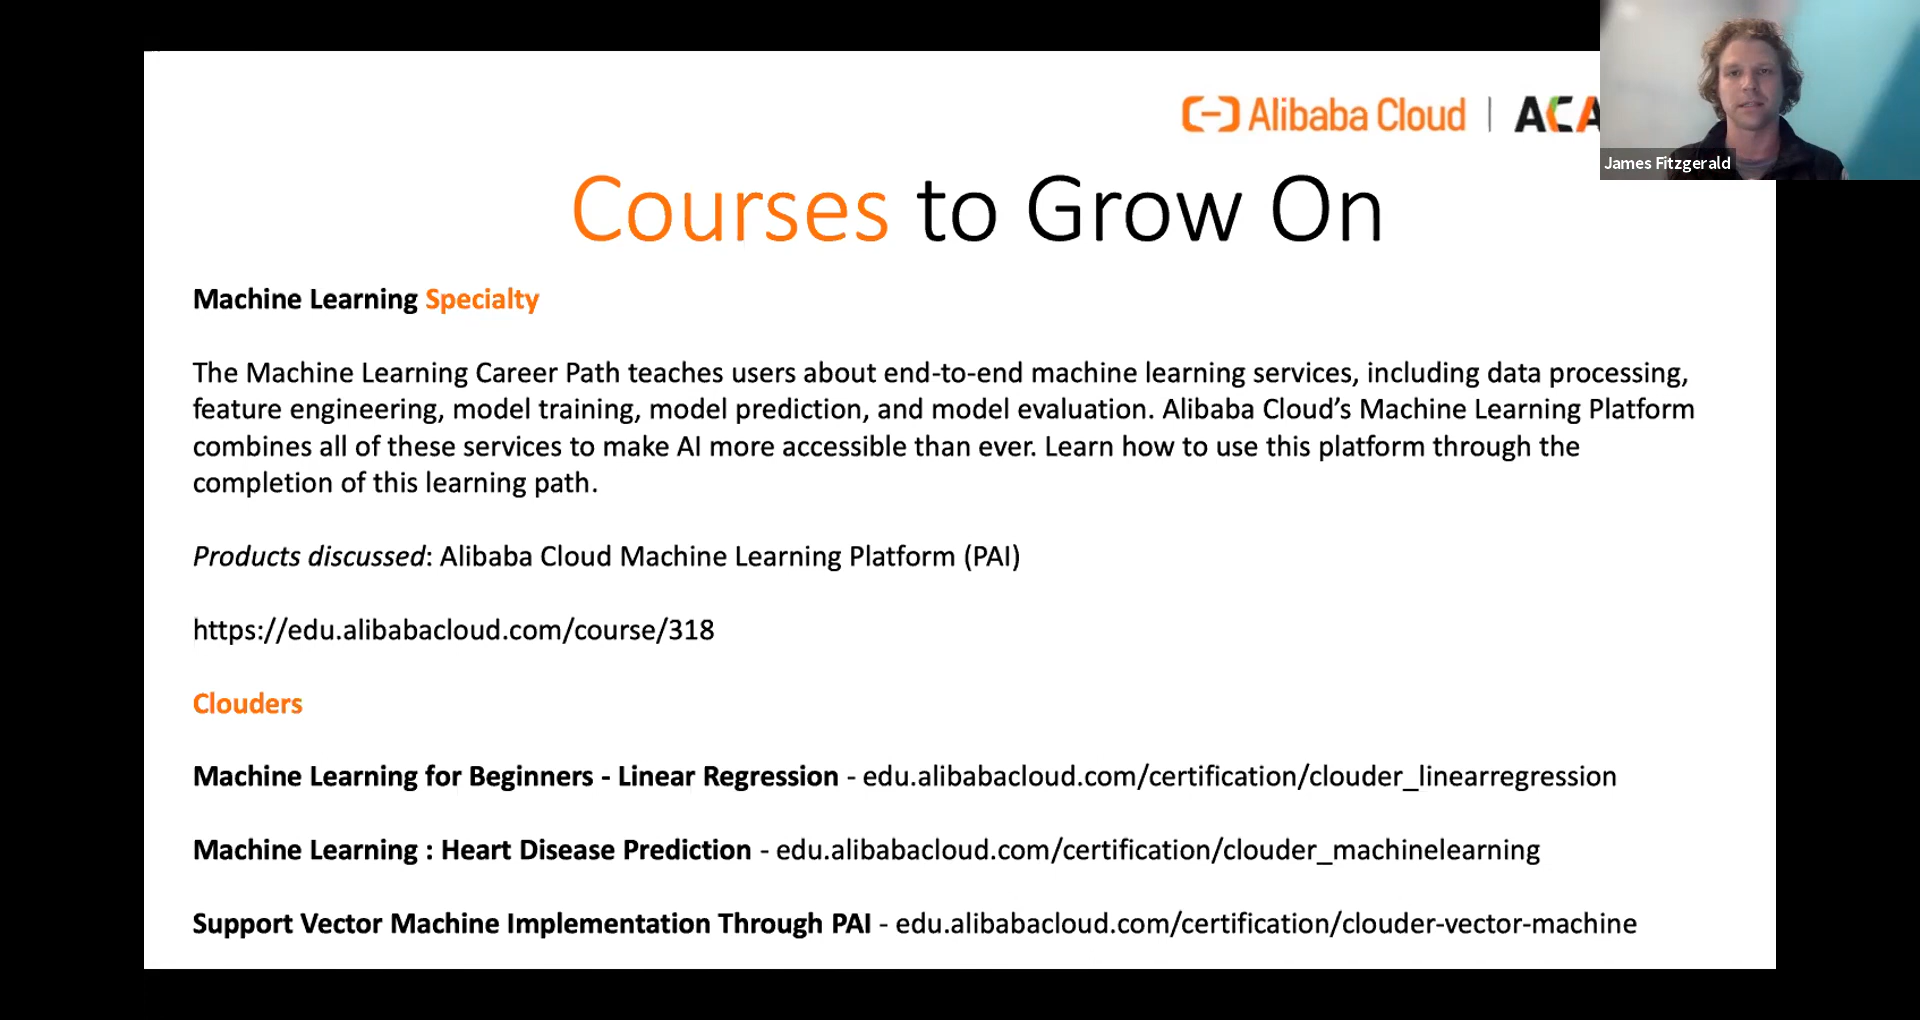 Alibaba Cloud | ACA
James Fitzgerald
Courses to Grow On
Machine Learning Specialty
The Machine Learning Career Path teaches users about end-to-end machine learning services, including data processing,
feature engineering, model training, model prediction, and model evaluation. Alibaba Cloud’s Machine Learning Platform
combines all of these services to make AI more accessible than ever. Learn how to use this platform through the
completion of this learning path.
Products discussed: Alibaba Cloud Machine Learning Platform (PAI)
https://edu.alibabacloud.com/course/318
Clouders
Machine Learning for Beginners - Linear Regression - edu.alibabacloud.com/certification/clouder_linearregression
Machine Learning : Heart Disease Prediction - edu.alibabacloud.com/certification/clouder_machinelearning
Support Vector Machine Implementation Through PAI - edu.alibabacloud.com/certification/clouder-vector-machine